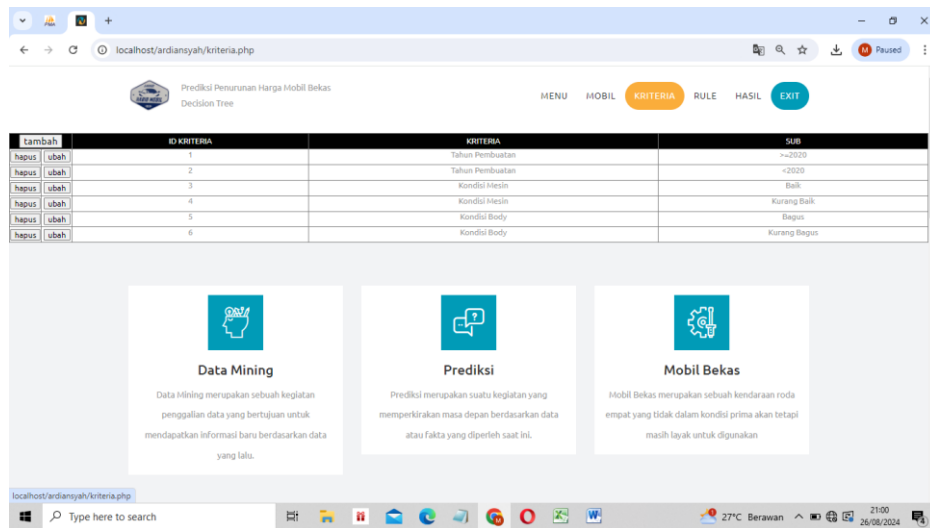 localhost/ardiansyah/kriteria.php
M Paused
Prediksi Penurunan Harga Mobil Bekas
Decision Tree
MENU MOBIL KRITERIA RULE HASIL EXIT
tambah ID KRITERIA KRITERIA SUB
hapus ubah 1 Tahun Pembuatan >=2020
hapus ubah 2 Tahun Pembuatan <2020
hapus ubah 3 Kondisi Mesin Baik
hapus ubah 4 Kondisi Mesin Kurang Baik
hapus ubah 5 Kondisi Body Bagus
hapus ubah 6 Kondisi Body Kurang Bagus
Data Mining
Data Mining merupakan sebuah kegiatan
penggalian data yang bertujuan untuk
mendapatkan informasi baru berdasarkan data
yang lalu.
Prediksi
Prediksi merupakan suatu kegiatan yang
memperkirakan masa depan berdasarkan data
atau fakta yang diperleh saat ini.
Mobil Bekas
Mobil Bekas merupakan sebuah kendaraan roda
empat yang tidak dalam kondisi prima akan tetapi
masih layak untuk digunakan
localhost/ardiansyah/kriteria.php
Type here to search
27°C Berawan
21:00
26/08/2024